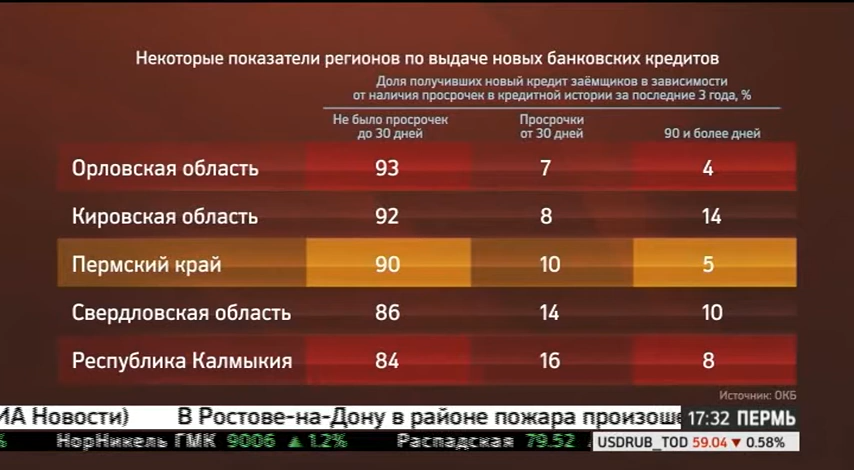 Некоторые показатели регионов по выдаче новых банковских кредитов
Доля получивших новый кредит заёмщиков в зависимости
от наличия просрочек в кредитной истории за последние 3 года, %
Не было просрочек до 30 дней Просрочки от 30 дней 90 и более дней
Орловская область 93 7 4
Кировская область 92 8 14
Пермский край 90 10 5
Свердловская область 86 14 10
Республика Калмыкия 84 16 8
Источник: ОКБ
ИА Новости) В Ростове-на-Дону в районе пожара произоше 17:32 ПЕРМЬ
% НорНикель ГМК 9006 ▲ 1.2% Распадская 79.52 USDRUB_TOD 59.04 ▼ 0.58%